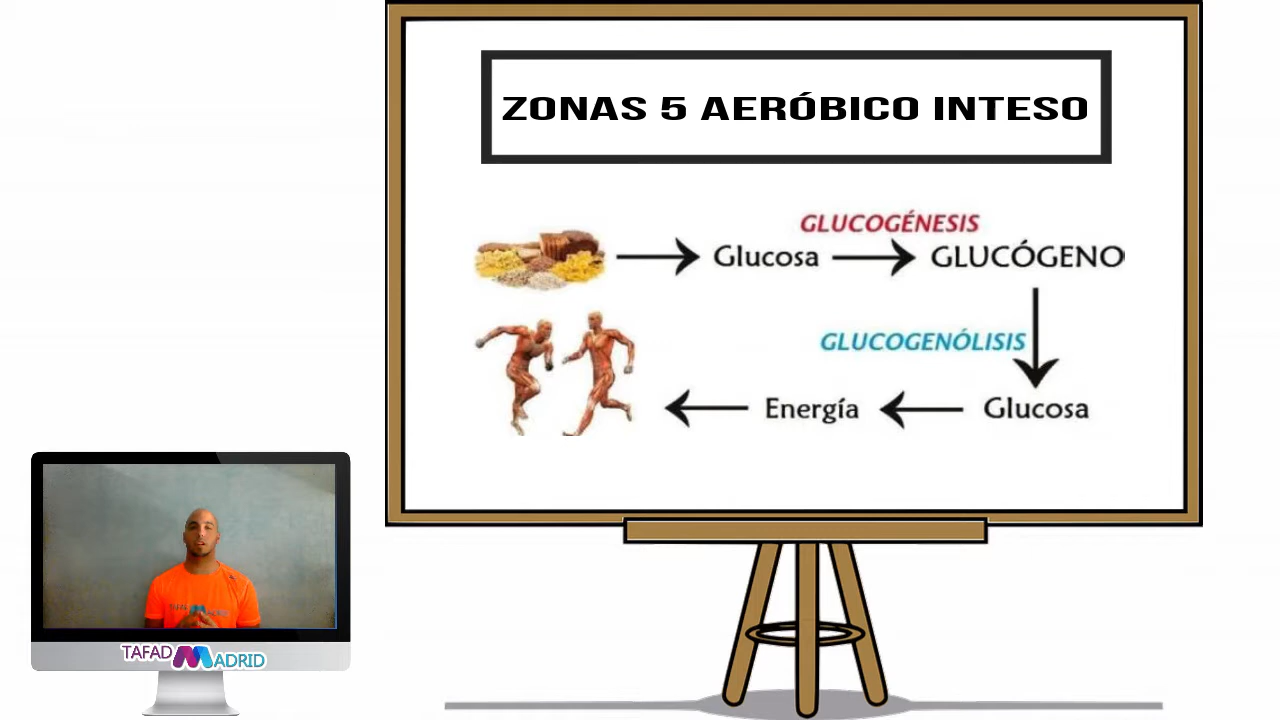 ZONAS 5 AERÓBICO INTESO
GLUCOGÉNESIS
Glucosa GLUCÓGENO
GLUCOGENÓLISIS
Energía Glucosa
TAFAD MADRID